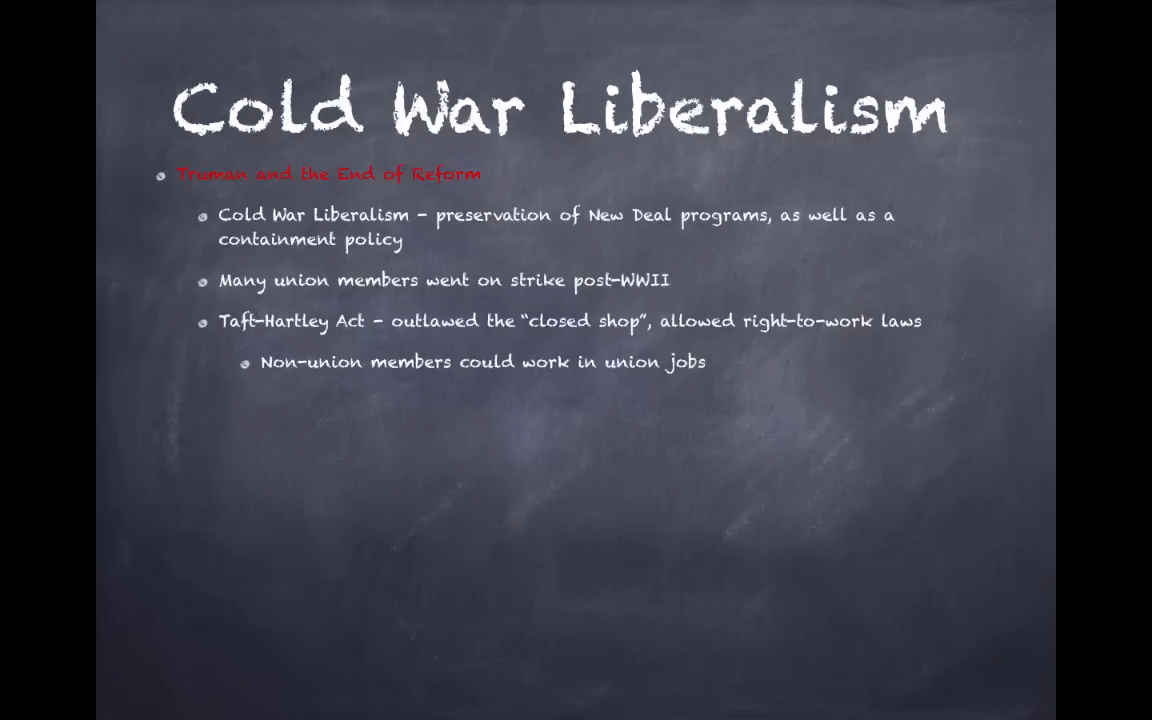 Cold War Liberalism
Truman and the End of Reform
Cold War Liberalism - preservation of New Deal programs, as well as a
containment policy
Many union members went on strike post-WWII
Taft-Hartley Act - outlawed the “closed shop”, allowed right-to-work laws
Non-union members could work in union jobs